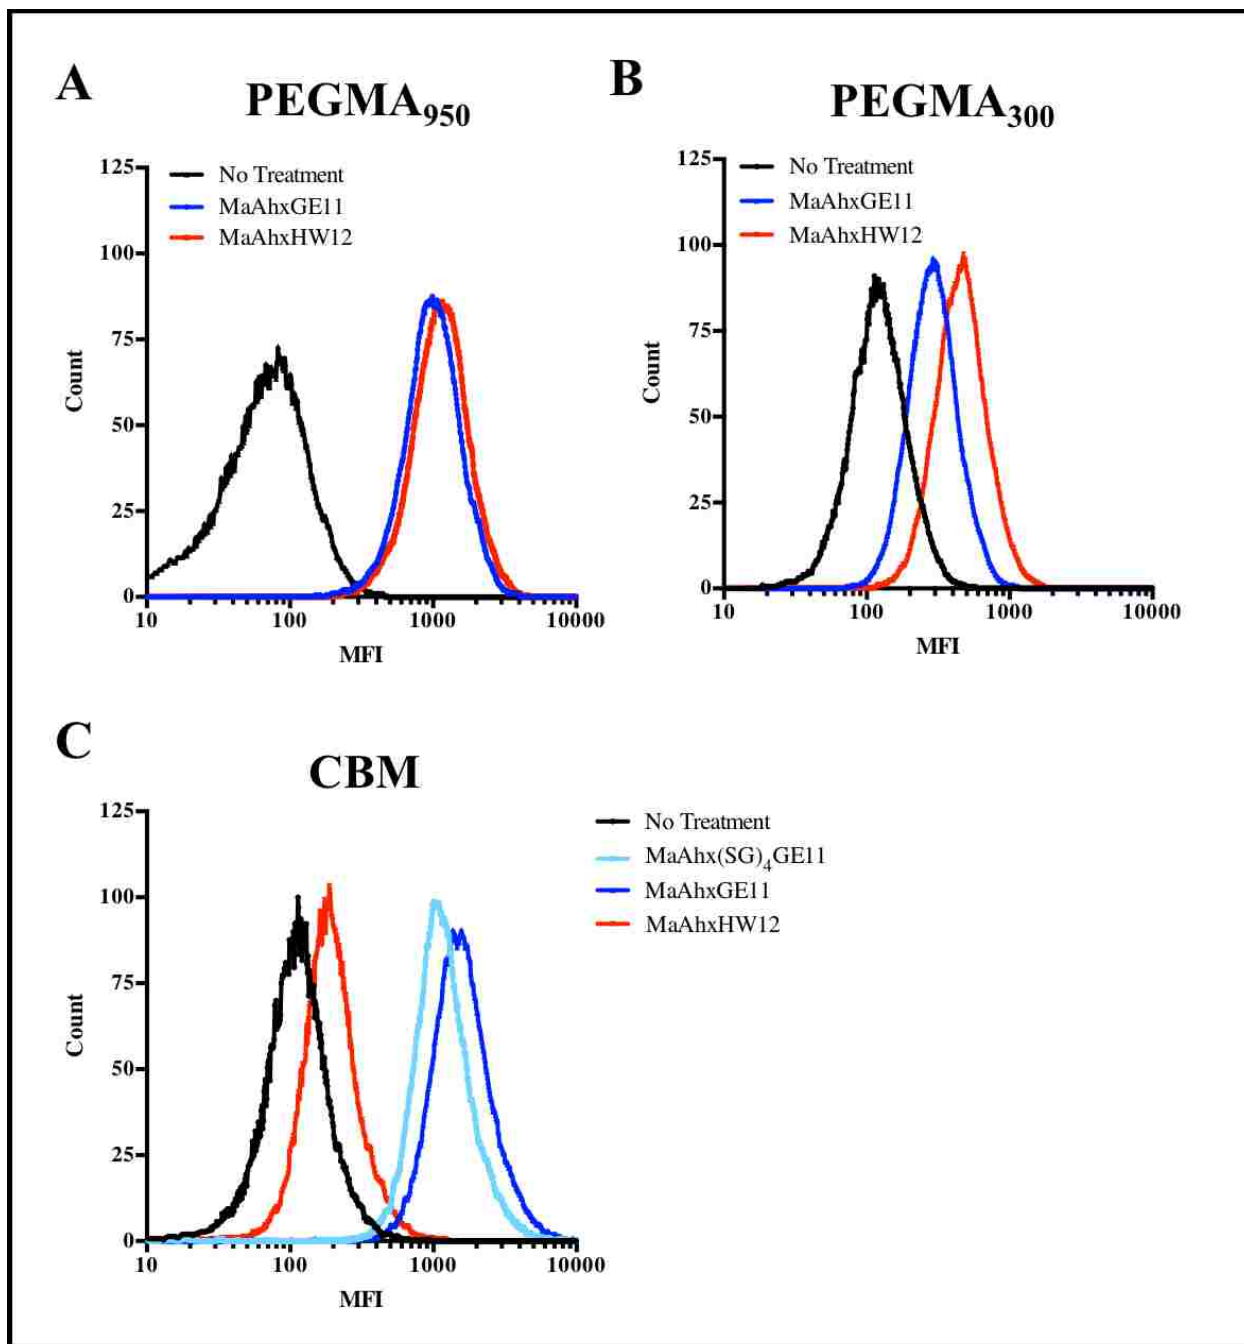 A
PEGMA950
125
100
75
50
25
0
Count
No Treatment
MaAhxGE11
MaAhxHW12
10 100 1000 10000
MFI
B
PEGMA300
125
100
75
50
25
0
Count
No Treatment
MaAhxGE11
MaAhxHW12
10 100 1000 10000
MFI
C
CBM
125
100
75
50
25
0
Count
10 100 1000 10000
MFI
No Treatment
MaAhx(SG)4GE11
MaAhxGE11
MaAhxHW12